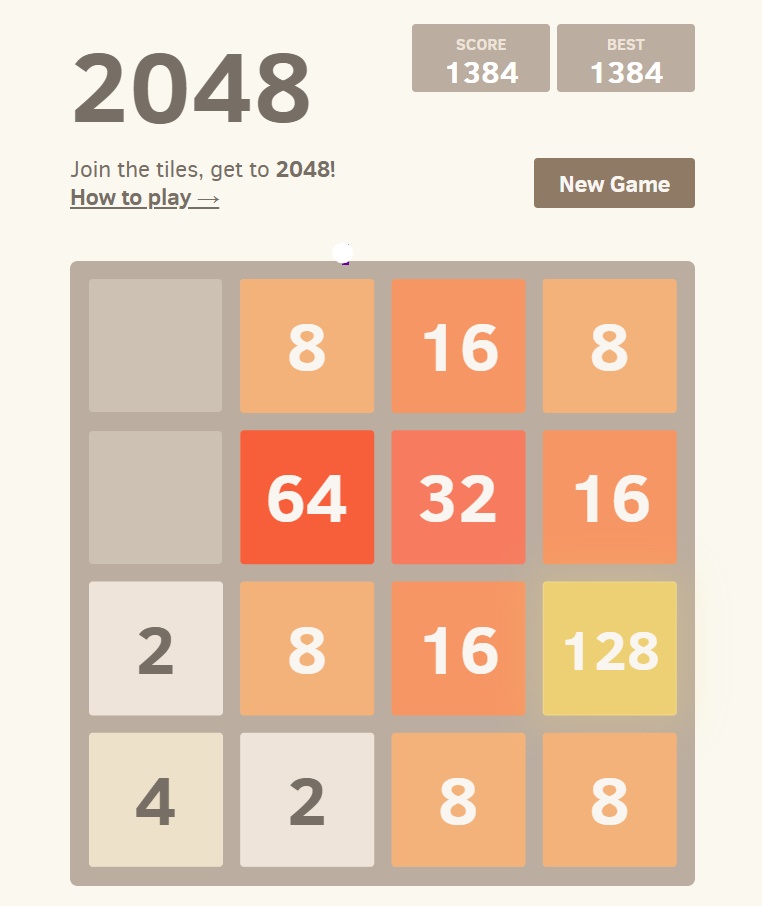 2048
SCORE
1384
BEST
1384
Join the tiles, get to 2048!
How to play →
New Game
8 16 8
64 32 16
2 8 16 128
4 2 8 8